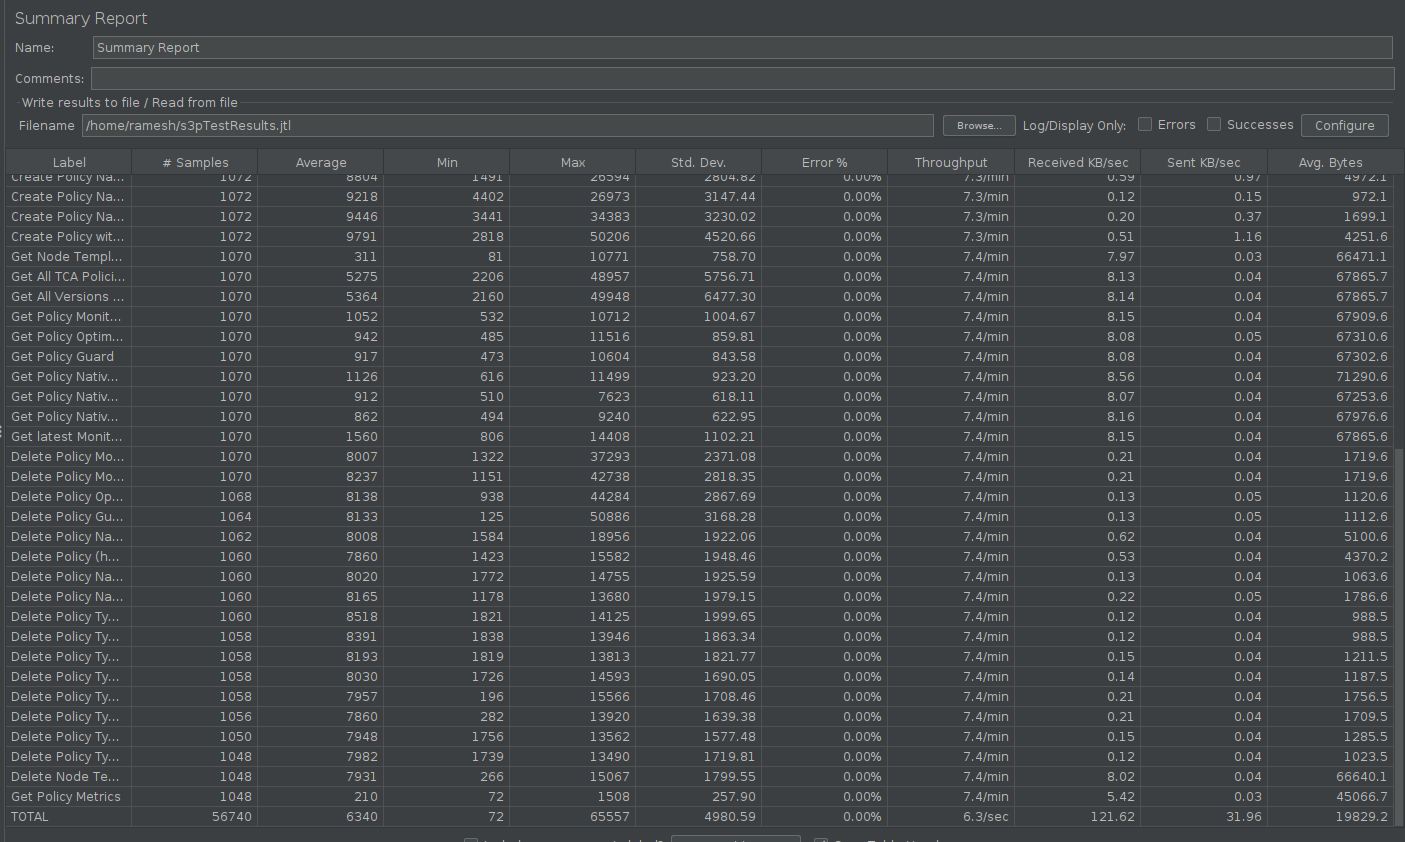 Summary Report
Name: Summary Report
Comments:
Write results to file / Read from file
Filename /home/ramesh/s3pTestResults.jtl Browse... Log/Display Only: Errors Successes Configure
Label # Samples Average Min Max Std. Dev. Error % Throughput Received KB/sec Sent KB/sec Avg. Bytes
Create Policy Na... 1072 8804 1491 26594 2804.82 0.00% 7.3/min 0.59 0.97 4972.1
Create Policy Na... 1072 9218 4402 26973 3147.44 0.00% 7.3/min 0.12 0.15 972.1
Create Policy Na... 1072 9446 3441 34383 3230.02 0.00% 7.3/min 0.20 0.37 1699.1
Create Policy wit... 1072 9791 2818 50206 4520.66 0.00% 7.3/min 0.51 1.16 4251.6
Get Node Templ... 1070 311 81 10771 758.70 0.00% 7.4/min 7.97 0.03 66471.1
Get All TCA Polici... 1070 5275 2206 48957 5756.71 0.00% 7.4/min 8.13 0.04 67865.7
Get All Versions ... 1070 5364 2160 49948 6477.30 0.00% 7.4/min 8.14 0.04 67865.7
Get Policy Monit... 1070 1052 532 10712 1004.67 0.00% 7.4/min 8.15 0.04 67909.6
Get Policy Optim... 1070 942 485 11516 859.81 0.00% 7.4/min 8.08 0.05 67310.6
Get Policy Guard 1070 917 473 10604 843.58 0.00% 7.4/min 8.08 0.04 67302.6
Get Policy Nativ... 1070 1126 616 11499 923.20 0.00% 7.4/min 8.56 0.04 71290.6
Get Policy Nativ... 1070 912 510 7623 618.11 0.00% 7.4/min 8.07 0.04 67253.6
Get Policy Nativ... 1070 862 494 9240 622.95 0.00% 7.4/min 8.16 0.04 67976.6
Get latest Monit... 1070 1560 806 14408 1102.21 0.00% 7.4/min 8.15 0.04 67865.6
Delete Policy Mo... 1070 8007 1322 37293 2371.08 0.00% 7.4/min 0.21 0.04 1719.6
Delete Policy Mo... 1070 8237 1151 42738 2818.35 0.00% 7.4/min 0.21 0.04 1719.6
Delete Policy Op... 1068 8138 938 44284 2867.69 0.00% 7.4/min 0.13 0.05 1120.6
Delete Policy Gu... 1064 8133 125 50886 3168.28 0.00% 7.4/min 0.13 0.05 1112.6
Delete Policy Na... 1062 8008 1584 18956 1922.06 0.00% 7.4/min 0.62 0.04 5100.6
Delete Policy (h... 1060 7860 1423 15582 1948.46 0.00% 7.4/min 0.53 0.04 4370.2
Delete Policy Na... 1060 8020 1772 14755 1925.59 0.00% 7.4/min 0.13 0.04 1063.6
Delete Policy Na... 1060 8165 1178 13680 1979.15 0.00% 7.4/min 0.22 0.05 1786.6
Delete Policy Ty... 1060 8518 1821 14125 1999.65 0.00% 7.4/min 0.12 0.04 988.5
Delete Policy Ty... 1058 8391 1838 13946 1863.34 0.00% 7.4/min 0.12 0.04 988.5
Delete Policy Ty... 1058 8193 1819 13813 1821.77 0.00% 7.4/min 0.15 0.04 1211.5
Delete Policy Ty... 1058 8030 1726 14593 1690.05 0.00% 7.4/min 0.14 0.04 1187.5
Delete Policy Ty... 1058 7957 196 15566 1708.46 0.00% 7.4/min 0.21 0.04 1756.5
Delete Policy Ty... 1056 7860 282 13920 1639.38 0.00% 7.4/min 0.21 0.04 1709.5
Delete Policy Ty... 1050 7948 1756 13562 1577.48 0.00% 7.4/min 0.15 0.04 1285.5
Delete Policy Ty... 1048 7982 1739 13490 1719.81 0.00% 7.4/min 0.12 0.04 1023.5
Delete Node Te... 1048 7931 266 15067 1799.55 0.00% 7.4/min 8.02 0.04 66640.1
Get Policy Metrics 1048 210 72 1508 257.90 0.00% 7.4/min 5.42 0.03 45066.7
TOTAL 56740 6340 72 65557 4980.59 0.00% 6.3/sec 121.62 31.96 19829.2